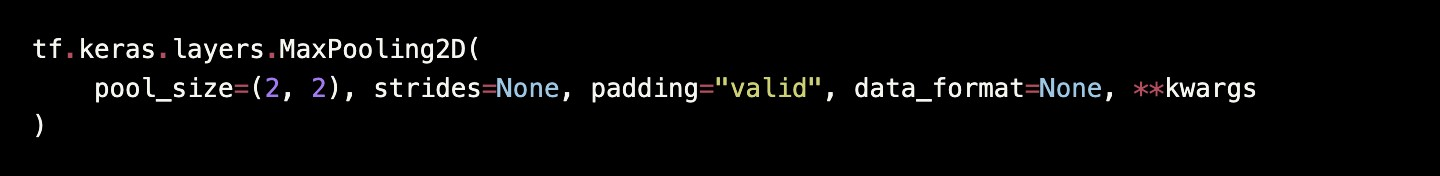 tf.keras.layers.MaxPooling2D(
    pool_size=(2, 2), strides=None, padding="valid", data_format=None, **kwargs
)